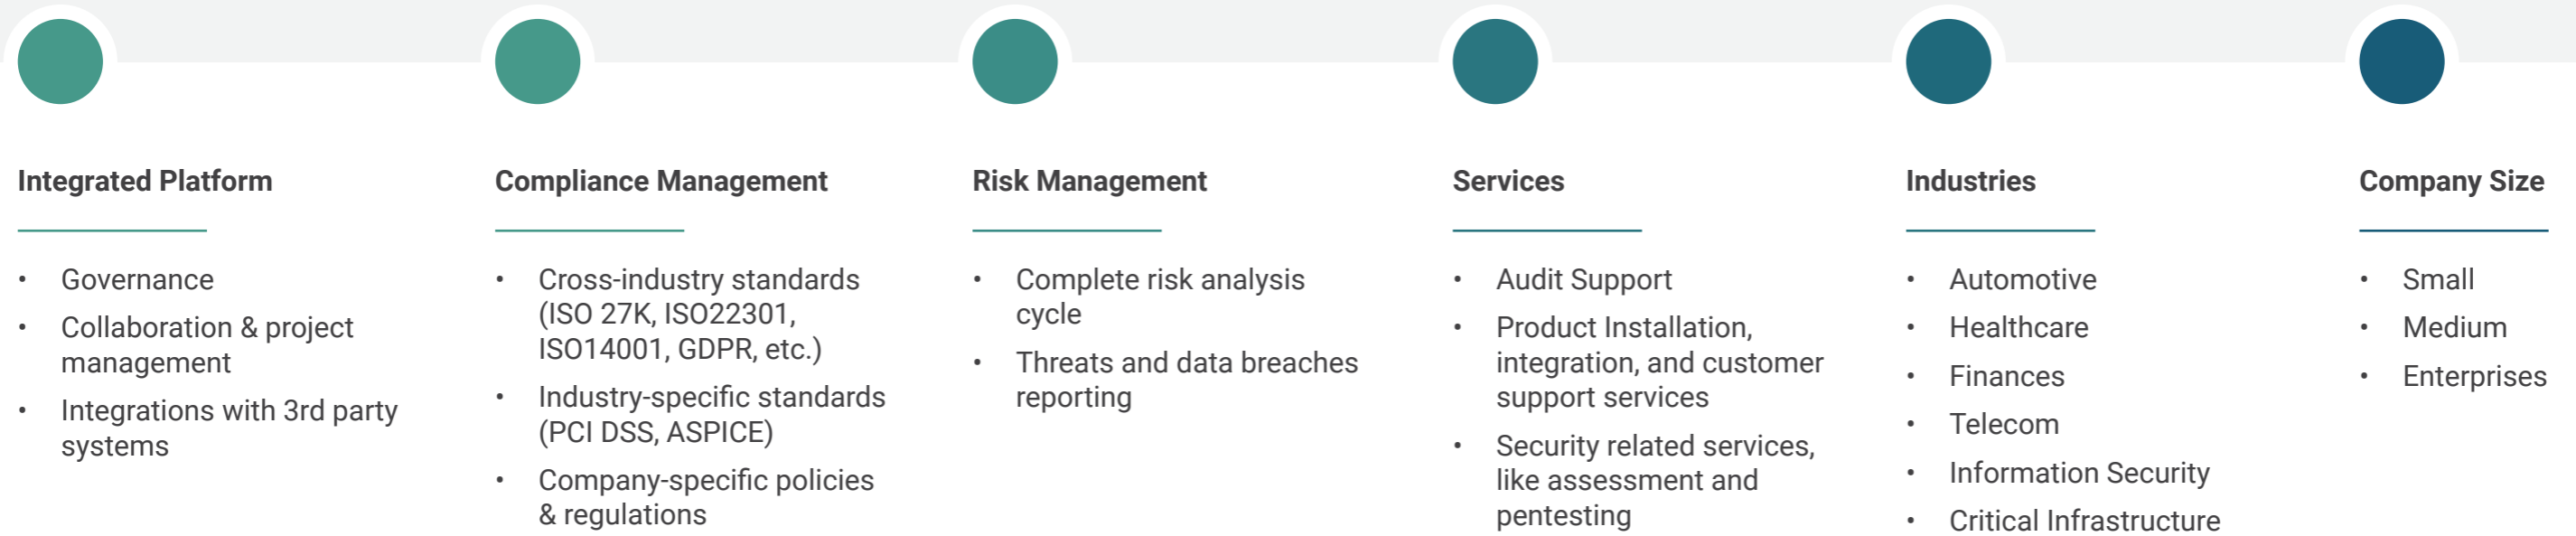 Integrated Platform
• Governance
• Collaboration & project
management
• Integrations with 3rd party
systems
Compliance Management
• Cross-industry standards
(ISO 27K, ISO22301,
ISO14001, GDPR, etc.)
• Industry-specific standards
(PCI DSS, ASPICE)
• Company-specific policies
& regulations
Risk Management
• Complete risk analysis
cycle
• Threats and data breaches
reporting
Services
• Audit Support
• Product Installation,
integration, and customer
support services
• Security related services,
like assessment and
pentesting
Industries
• Automotive
• Healthcare
• Finances
• Telecom
• Information Security
• Critical Infrastructure
Company Size
• Small
• Medium
• Enterprises